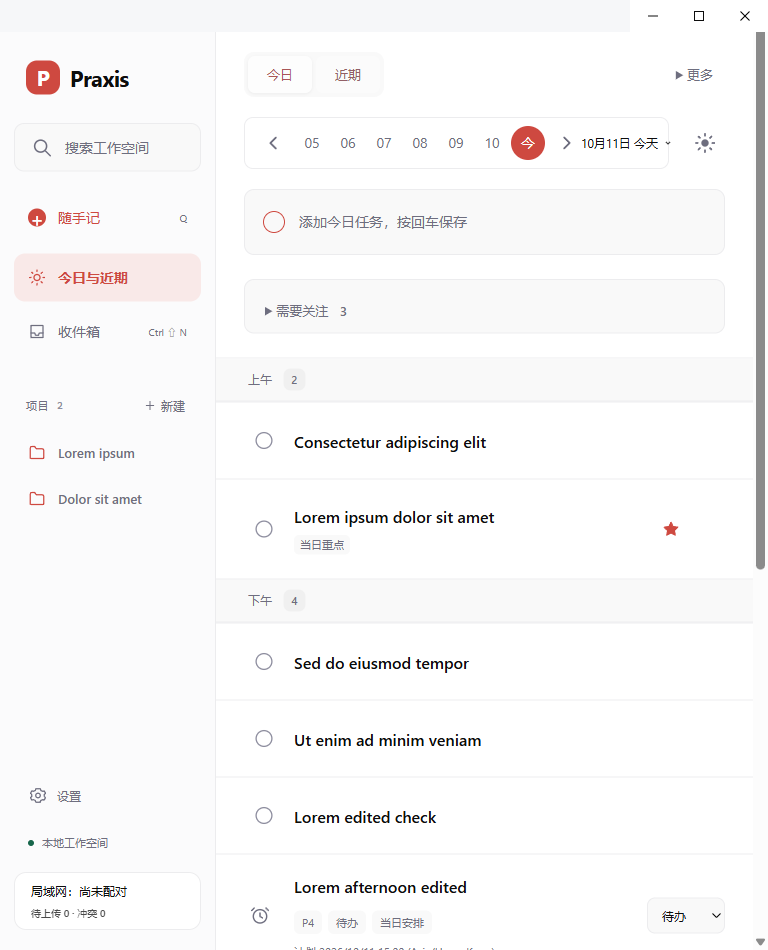 P Praxis
搜索工作空间
随手记 Q
今日与近期
收件箱 Ctrl ⇧ N
项目 2 + 新建
Lorem ipsum
Dolor sit amet
设置
本地工作空间
局域网：尚未配对
待上传 0 · 冲突 0
今日 近期 ▶ 更多
05 06 07 08 09 10 今 10月11日 今天
添加今日任务，按回车保存
▶ 需要关注 3
上午 2
Consectetur adipiscing elit
Lorem ipsum dolor sit amet
当日重点
下午 4
Sed do eiusmod tempor
Ut enim ad minim veniam
Lorem edited check
Lorem afternoon edited
P4 待办 当日安排 待办